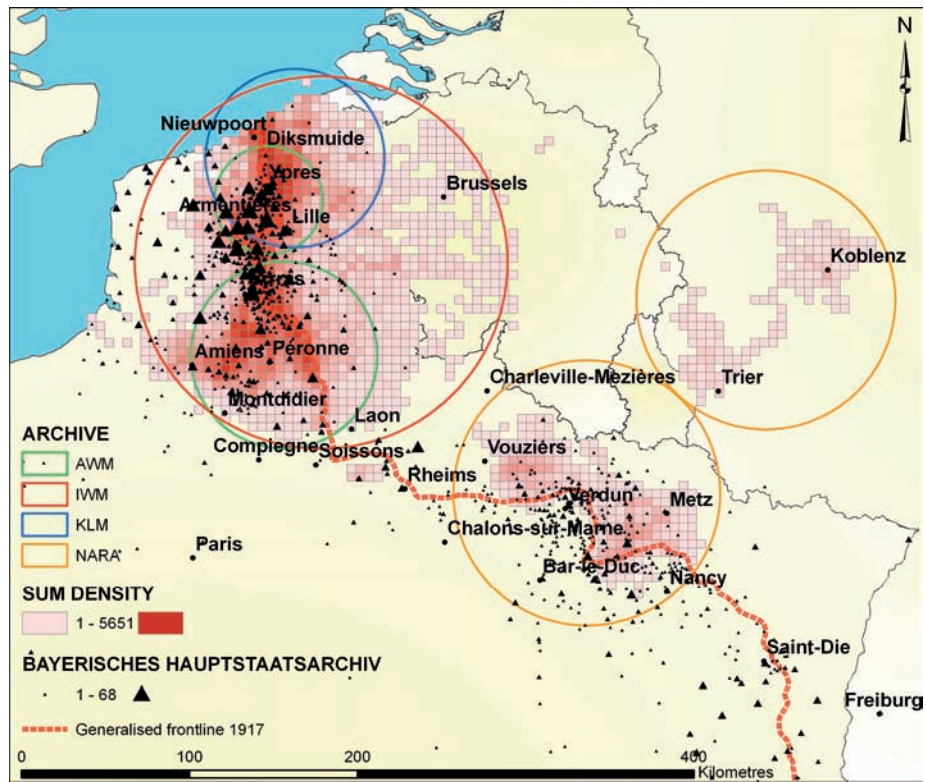 N
Nieuwpoort
Diksmuide
Ypres
Brussels
Armentières
Lille
Koblenz
Arras
Amiens
Péronne
Trier
Charleville-Mezières
Montdidier
Laon
ARCHIVE
Compiegne
Soissons
Vouziérs
AWM
Rheims
IWM
Verdun
Metz
KLM
Chalons-sur-Marne
NARA
Paris
Bar-le-Duc
Nancy
SUM DENSITY
1 - 5651
Saint-Die
BAYERISCHES HAUPTSTAATSARCHIV
1 - 68
Freiburg
Generalised frontline 1917
0 100 200 400
Kilometres